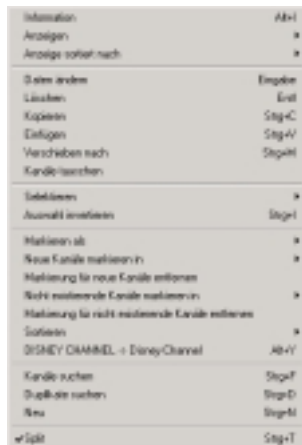 Information Alt+I
Anzeigen
Anzeige sortiert nach
Daten ändern Eingabe
Löschen Entf
Kopieren Strg+C
Einfügen Strg+V
Verschieben nach Strg+M
Kanäle tauschen
Selektieren
Auswahl invertieren Strg+I
Markieren als
Neue Kanäle markieren in
Markierung für neue Kanäle entfernen
Nicht existierende Kanäle markieren in
Markierung für nicht existierende Kanäle entfernen
Sortieren
DISNEY CHANNEL -> Disney Channel Alt+V
Kanäle suchen Strg+F
Duplikate suchen Strg+D
Neu Strg+N
Split Strg+T